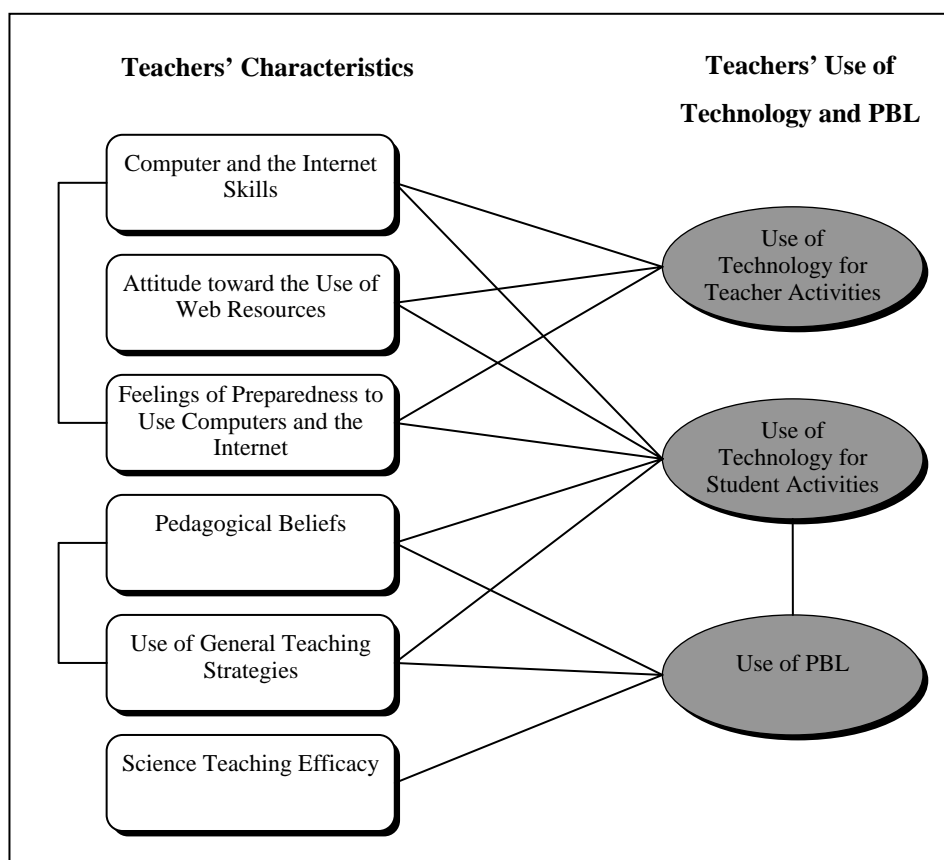 Teachers’ Characteristics
Teachers’ Use of
Technology and PBL
Computer and the Internet
Skills
Attitude toward the Use of
Web Resources
Feelings of Preparedness to
Use Computers and the
Internet
Pedagogical Beliefs
Use of General Teaching
Strategies
Science Teaching Efficacy
Use of
Technology for
Teacher Activities
Use of
Technology for
Student Activities
Use of PBL